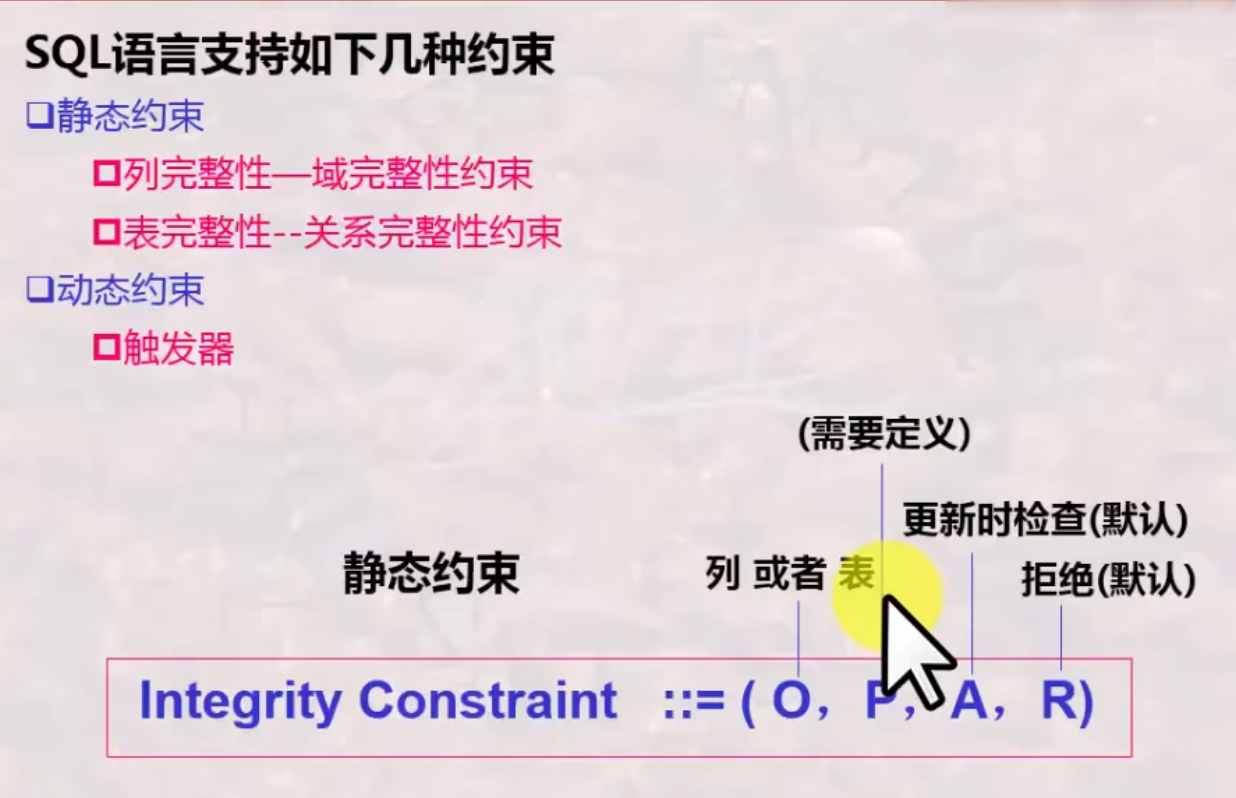 SQL语言支持如下几种约束
❑静态约束
列完整性—域完整性约束
表完整性--关系完整性约束
❑动态约束
触发器
(需要定义)
更新时检查(默认)
静态约束 列 或者 表 拒绝(默认)
Integrity Constraint ::= ( O, P, A, R)